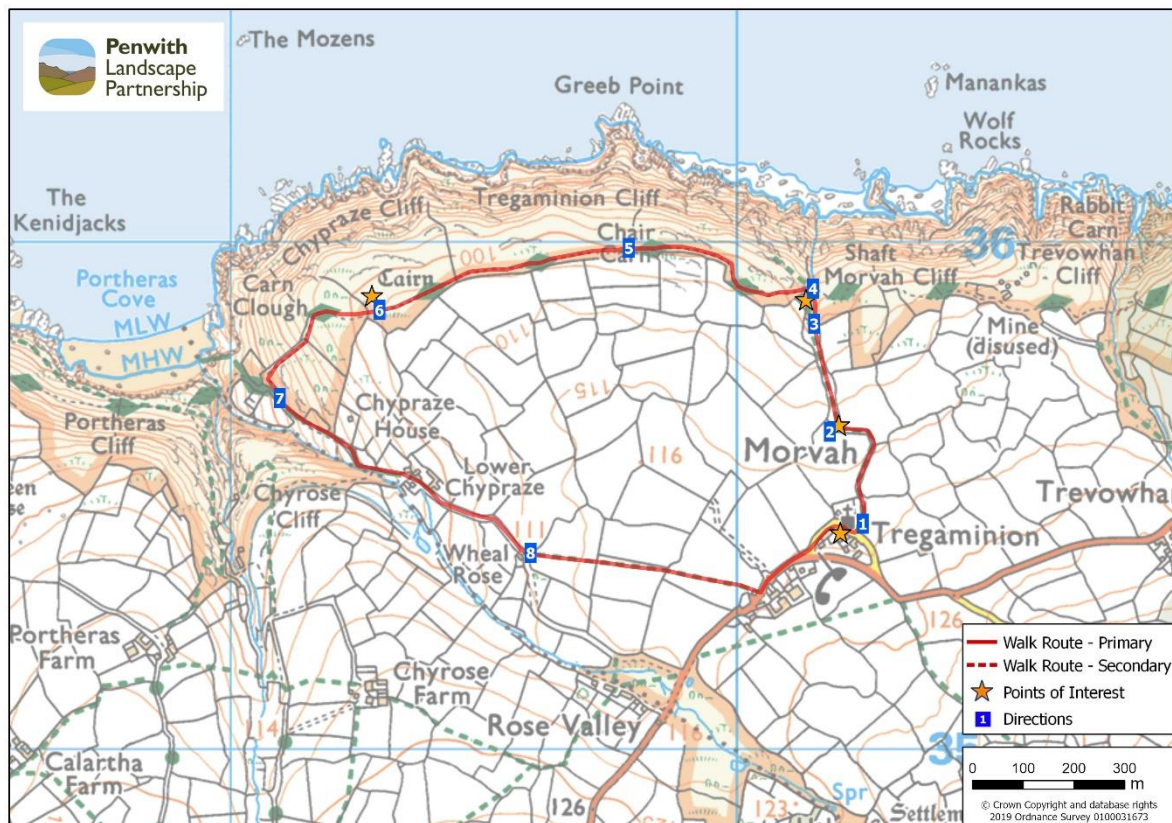 Penwith
Landscape
Partnership
The Mozens
Greeb Point
Manankas
Wolf
Rocks
The
Kenidjacks
Chypraze Cliff
Tregaminion Cliff
Chair
Carn
Shaft
Morvah Cliff
36
Rabbit
Carn
Trevowhan
Cliff
Portheras
Cove
MLW
MHW
Carn
Clough
Cairn
100
5
4
6
3
110
Mine
(disused)
7
115
Portheras
Cliff
Chypraze
House
2
Morvah
116
Lower
Chypraze
Chyrose
Cliff
111
Trevowha
1
Tregaminion
8
Wheal
Rose
Portheras
Farm
126
Chyrose
Farm
114
Rose Valley
116
35
Calartha
Farm
126
123
Spr
Settlem
Walk Route - Primary
Walk Route - Secondary
Points of Interest
1 Directions
0 100 200 300
m
© Crown Copyright and database rights
2019 Ordnance Survey 0100031673